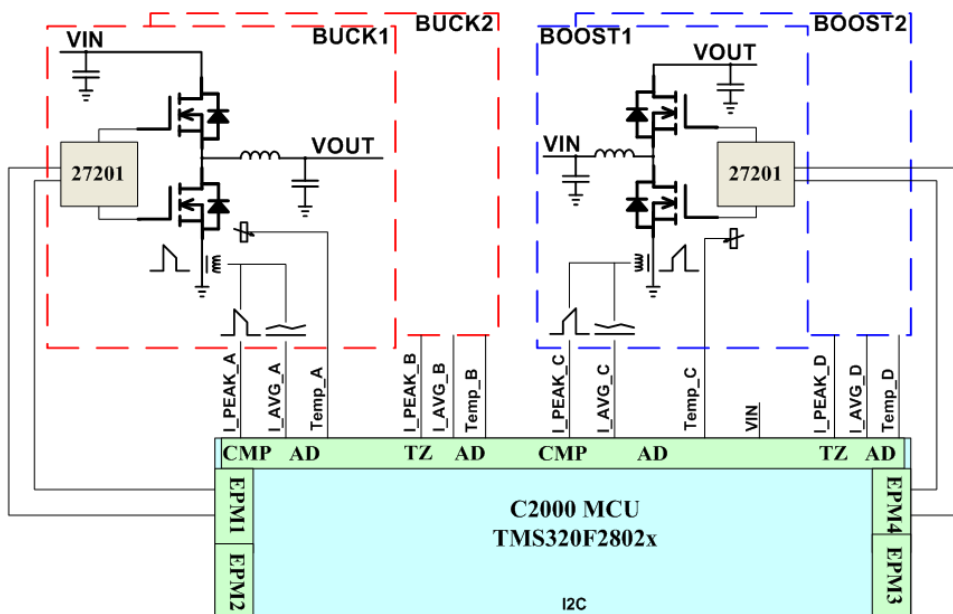 BUCK1
BUCK2
BOOST1
BOOST2
VIN
VOUT
27201
VOUT
VIN
27201
I_PEAK_A
I_AVG_A
Temp_A
I_PEAK_B
I_AVG_B
Temp_B
I_PEAK_C
I_AVG_C
Temp_C
VIN
I_PEAK_D
I_AVG_D
Temp_D
CMP
AD
TZ
AD
CMP
AD
TZ
AD
EPM1
EPM2
C2000 MCU
TMS320F2802x
EPM4
EPM3
I2C